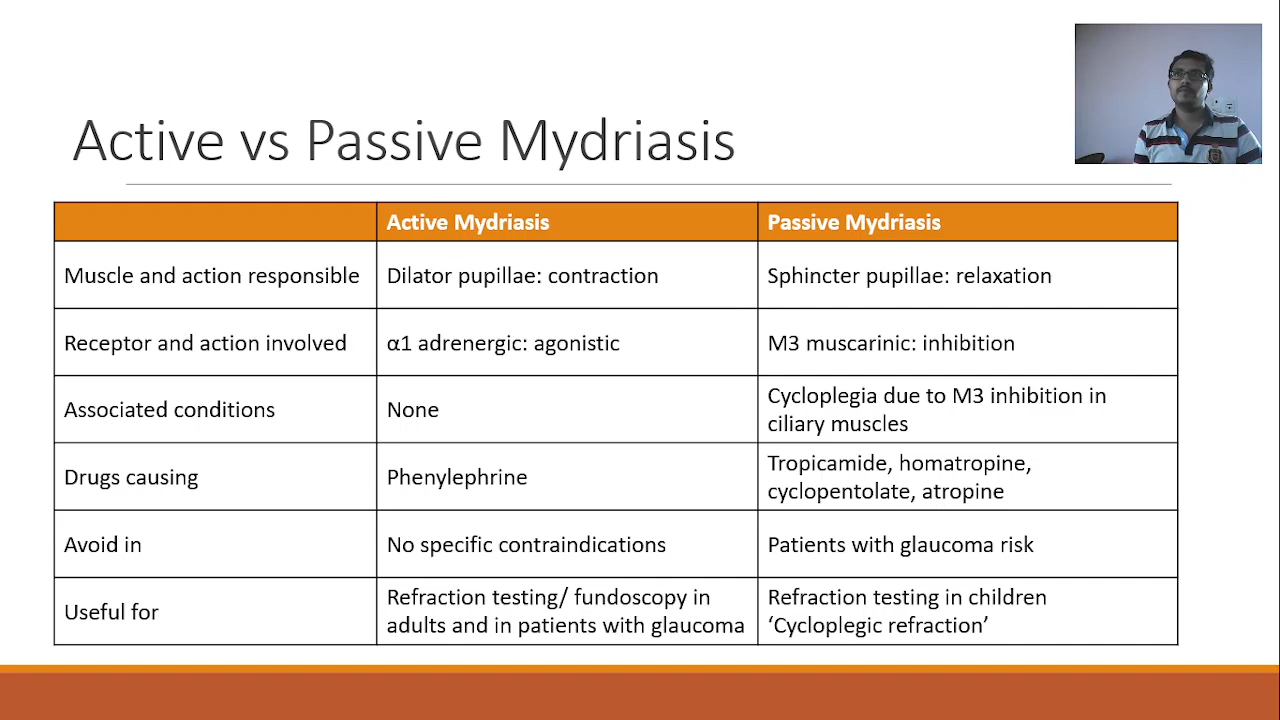 Active vs Passive Mydriasis
Active Mydriasis
Passive Mydriasis
Muscle and action responsible
Dilator pupillae: contraction
Sphincter pupillae: relaxation
Receptor and action involved
α1 adrenergic: agonistic
M3 muscarinic: inhibition
Associated conditions
None
Cycloplegia due to M3 inhibition in
ciliary muscles
Drugs causing
Phenylephrine
Tropicamide, homatropine,
cyclopentolate, atropine
Avoid in
No specific contraindications
Patients with glaucoma risk
Useful for
Refraction testing/ fundoscopy in
adults and in patients with glaucoma
Refraction testing in children
‘Cycloplegic refraction’